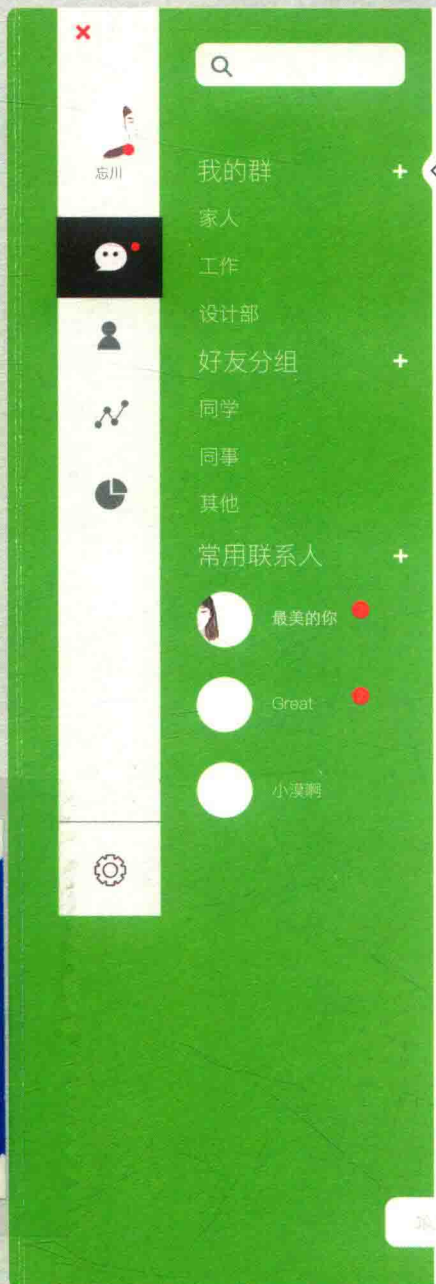 忘川
我的群
家人
工作
设计部
好友分组
同学
同事
其他
常用联系人
最美的你
Great
小漠啊